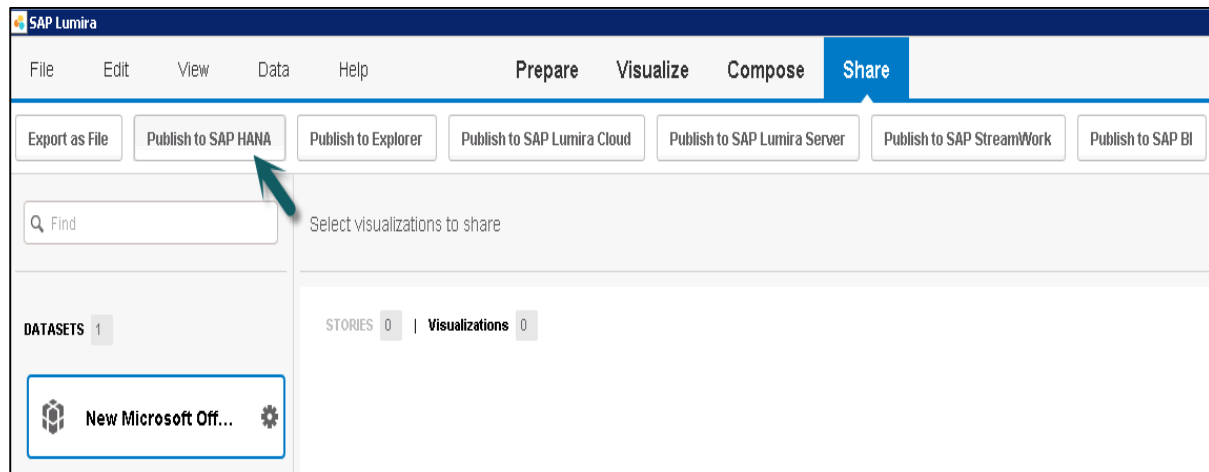 SAP Lumira
File Edit View Data Help Prepare Visualize Compose Share
Export as File Publish to SAP HANA Publish to Explorer Publish to SAP Lumira Cloud Publish to SAP Lumira Server Publish to SAP StreamWork Publish to SAP BI
Find
Select visualizations to share
DATASETS 1
STORIES 0 | Visualizations 0
New Microsoft Off...